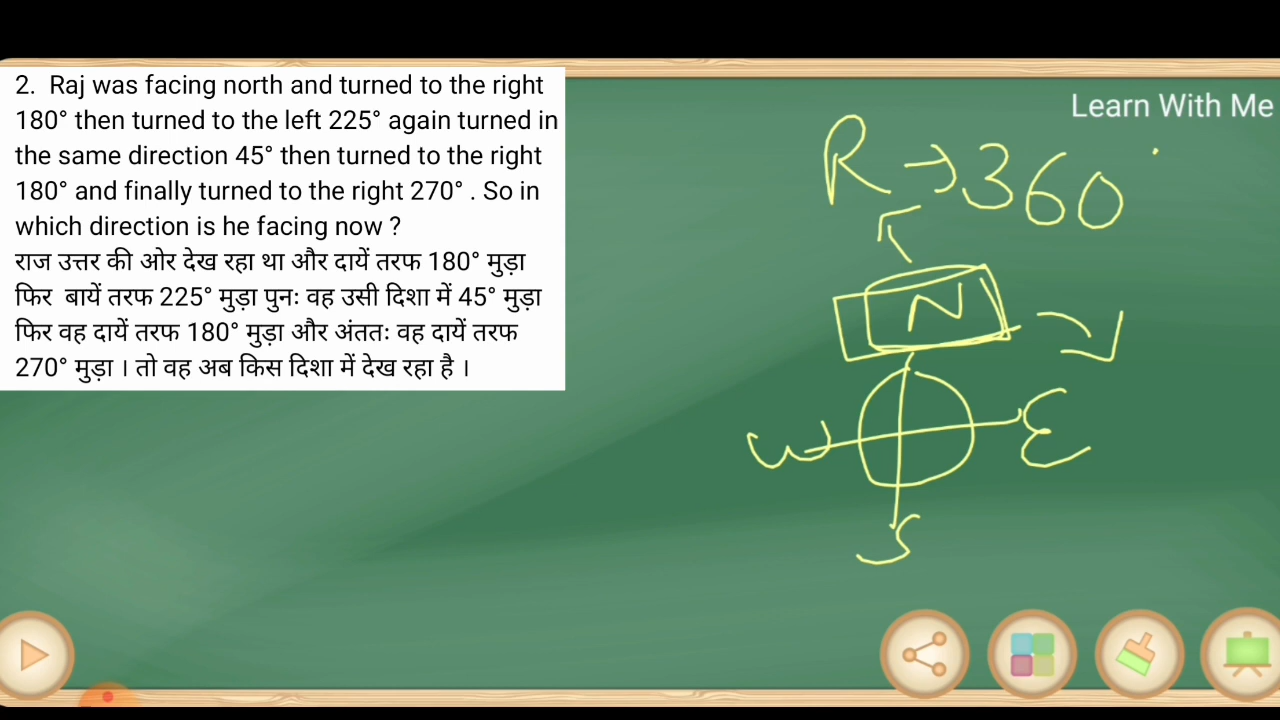 2. Raj was facing north and turned to the right
180° then turned to the left 225° again turned in
the same direction 45° then turned to the right
180° and finally turned to the right 270° . So in
which direction is he facing now ?
राज उत्तर की ओर देख रहा था और दायें तरफ 180° मुड़ा
फिर बायें तरफ 225° मुड़ा पुनः वह उसी दिशा में 45° मुड़ा
फिर वह दायें तरफ 180° मुड़ा और अंततः वह दायें तरफ
270° मुड़ा । तो वह अब किस दिशा में देख रहा है ।
Learn With Me
R → 360°
N
W
E
S